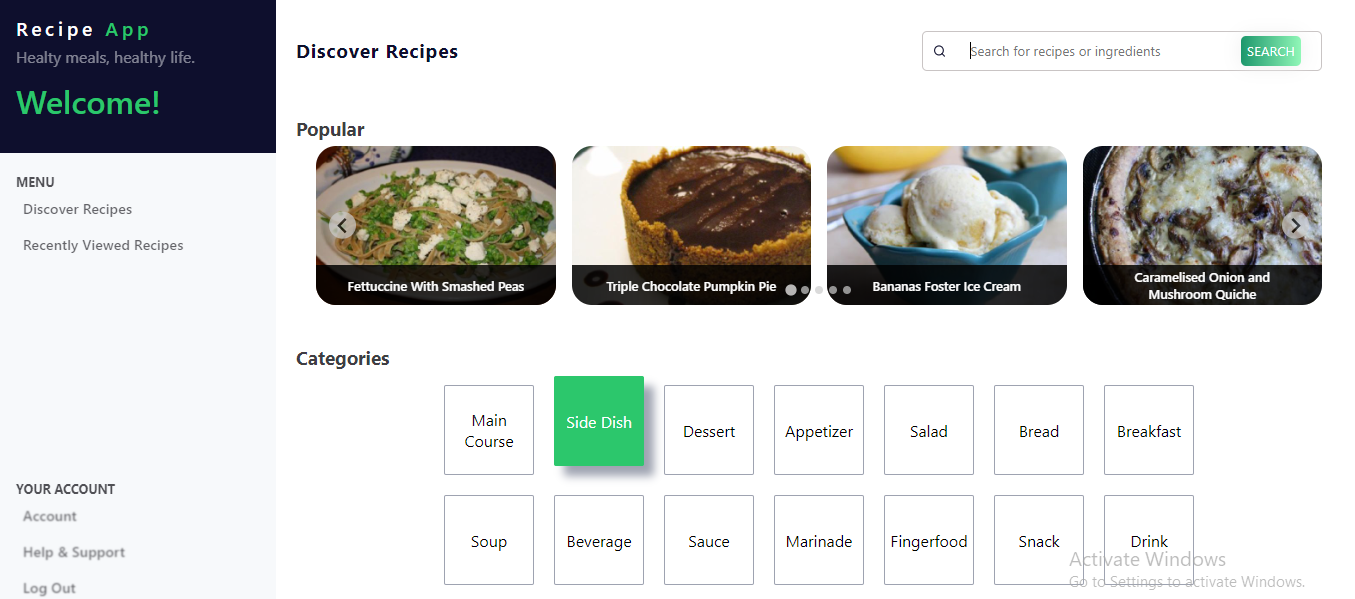 Recipe App
Healty meals, healthy life.
Welcome!
MENU
Discover Recipes
Recently Viewed Recipes
YOUR ACCOUNT
Account
Help & Support
Log Out
Discover Recipes
Search for recipes or ingredients
SEARCH
Popular
Fettuccine With Smashed Peas
Triple Chocolate Pumpkin Pie
Bananas Foster Ice Cream
Caramelised Onion and
Mushroom Quiche
Categories
Main
Course
Side Dish
Dessert
Appetizer
Salad
Bread
Breakfast
Soup
Beverage
Sauce
Marinade
Fingerfood
Snack
Drink
Activate Windows
Go to Settings to activate Windows.